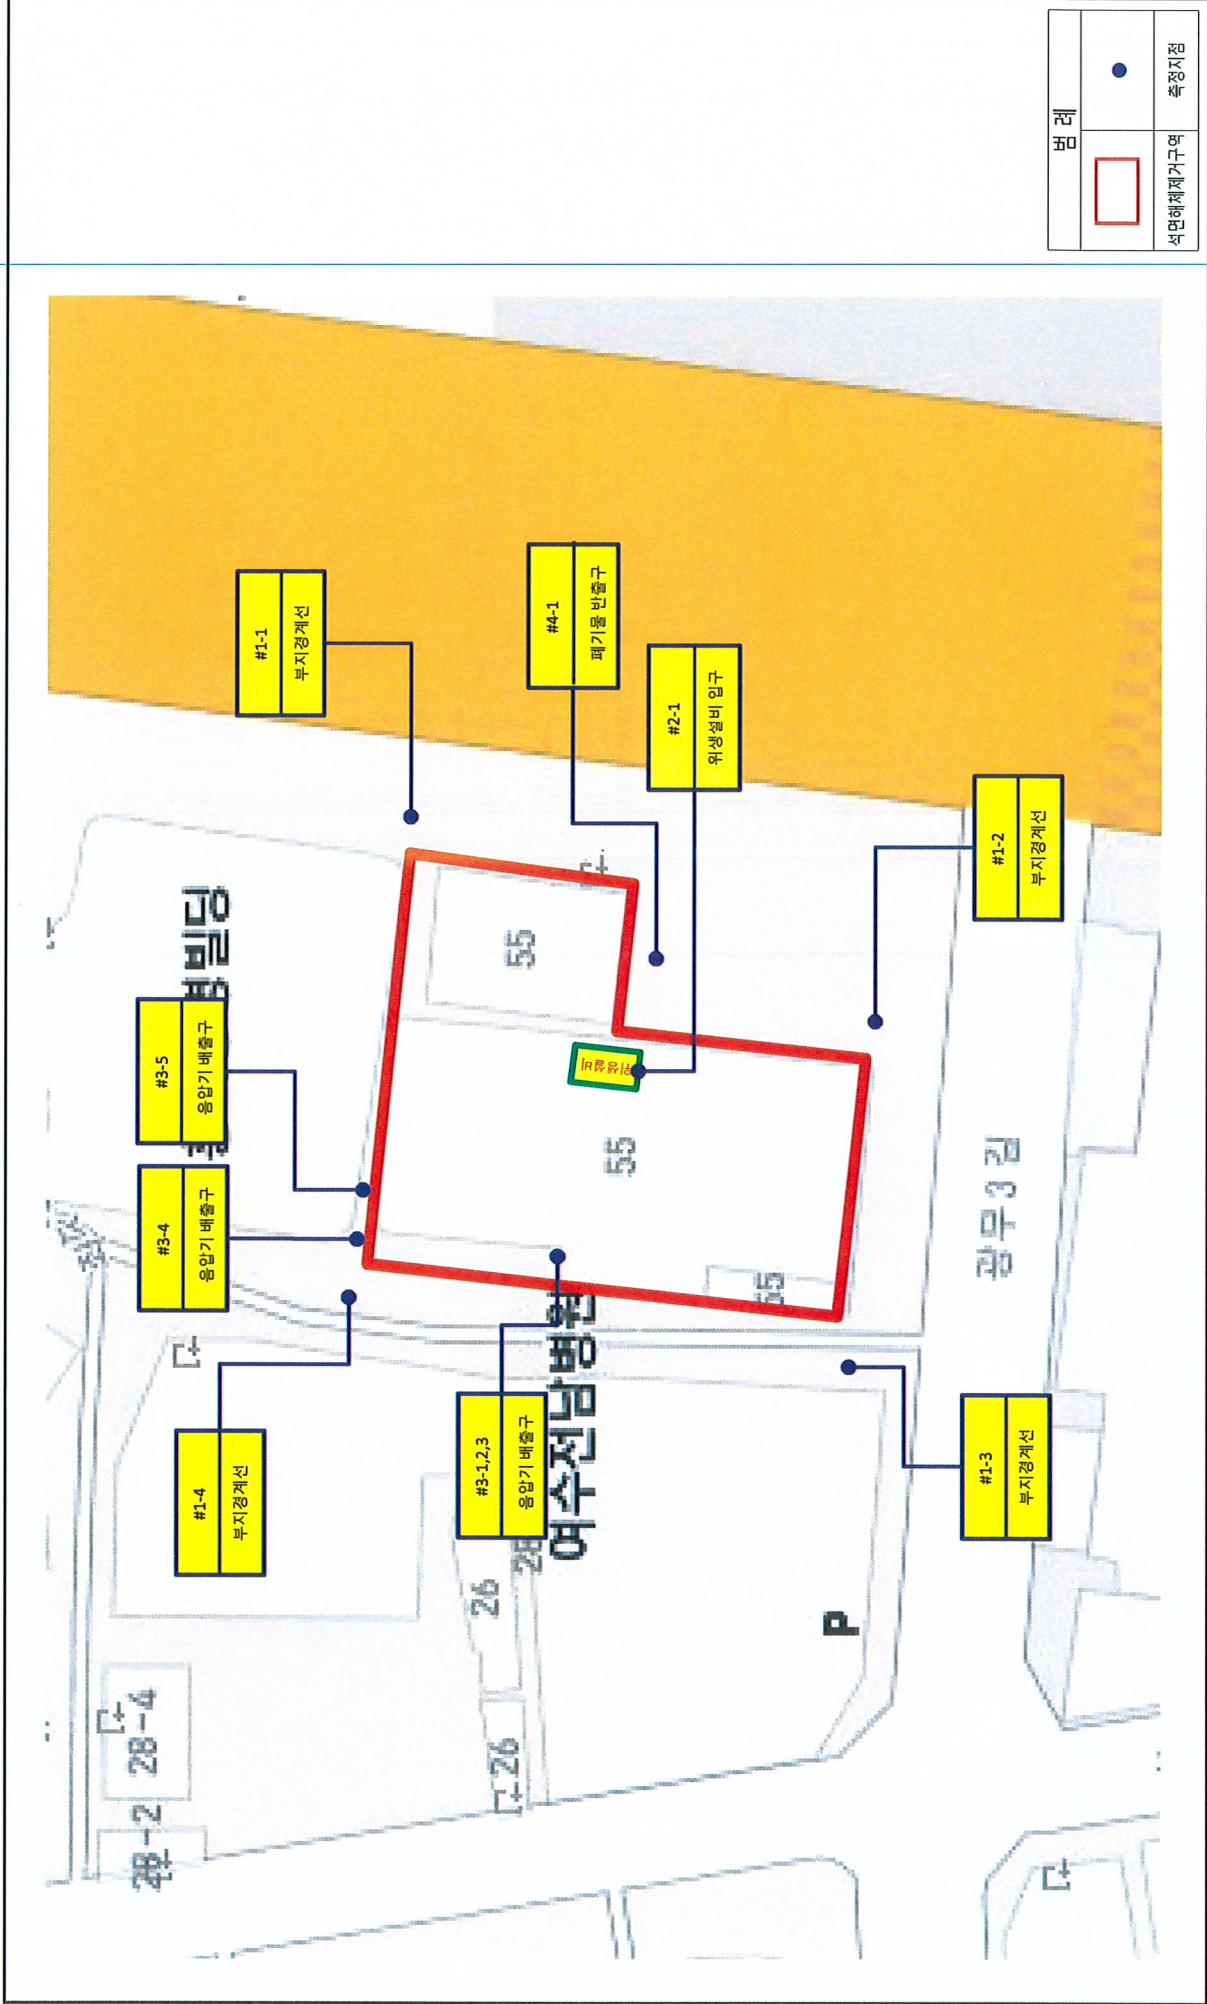 #3-4
음압기 배출구
#3-5
음압기 배출구
28-4
빌딩
#1-4
부지경계선
#1-1
부지경계선
26
26
28
#3-1,2,3
음압기 배출구
55
#4-1
폐기물 반출구
여수전남병원
위생설비
55
#2-1
위생설비 입구
55
P
#1-3
부지경계선
광무3길
#1-2
부지경계선
범 례
석면해체제거구역
측정지점